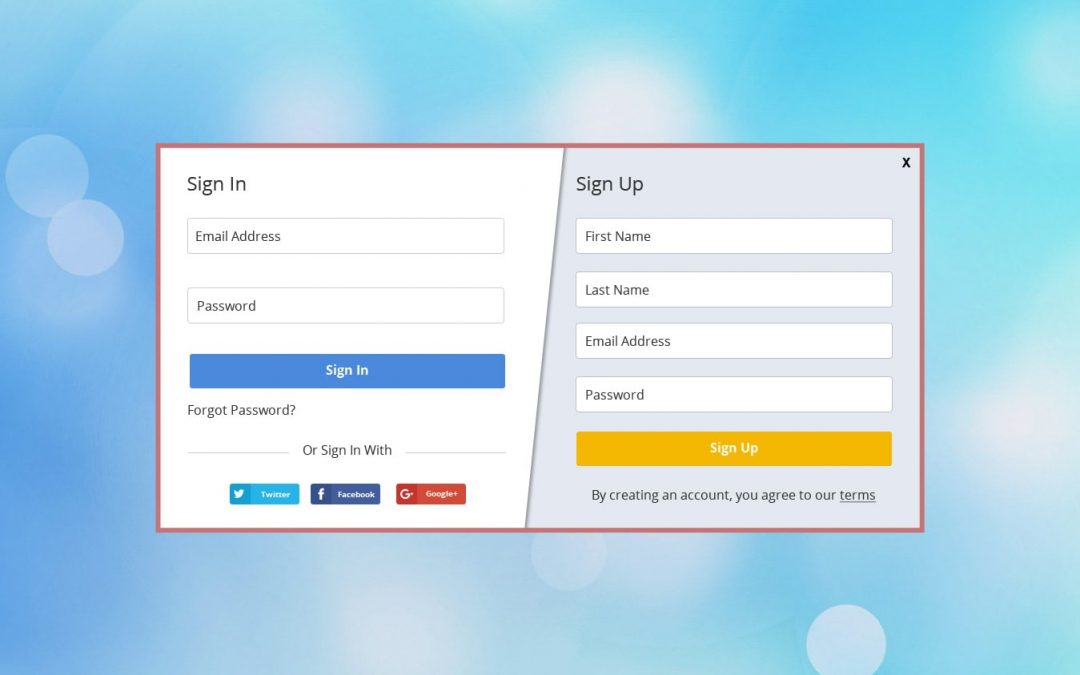 Sign In
Email Address
Password
Sign In
Forgot Password?
Or Sign In With
Twitter
Facebook
Google+
X
Sign Up
First Name
Last Name
Email Address
Password
Sign Up
By creating an account, you agree to our terms